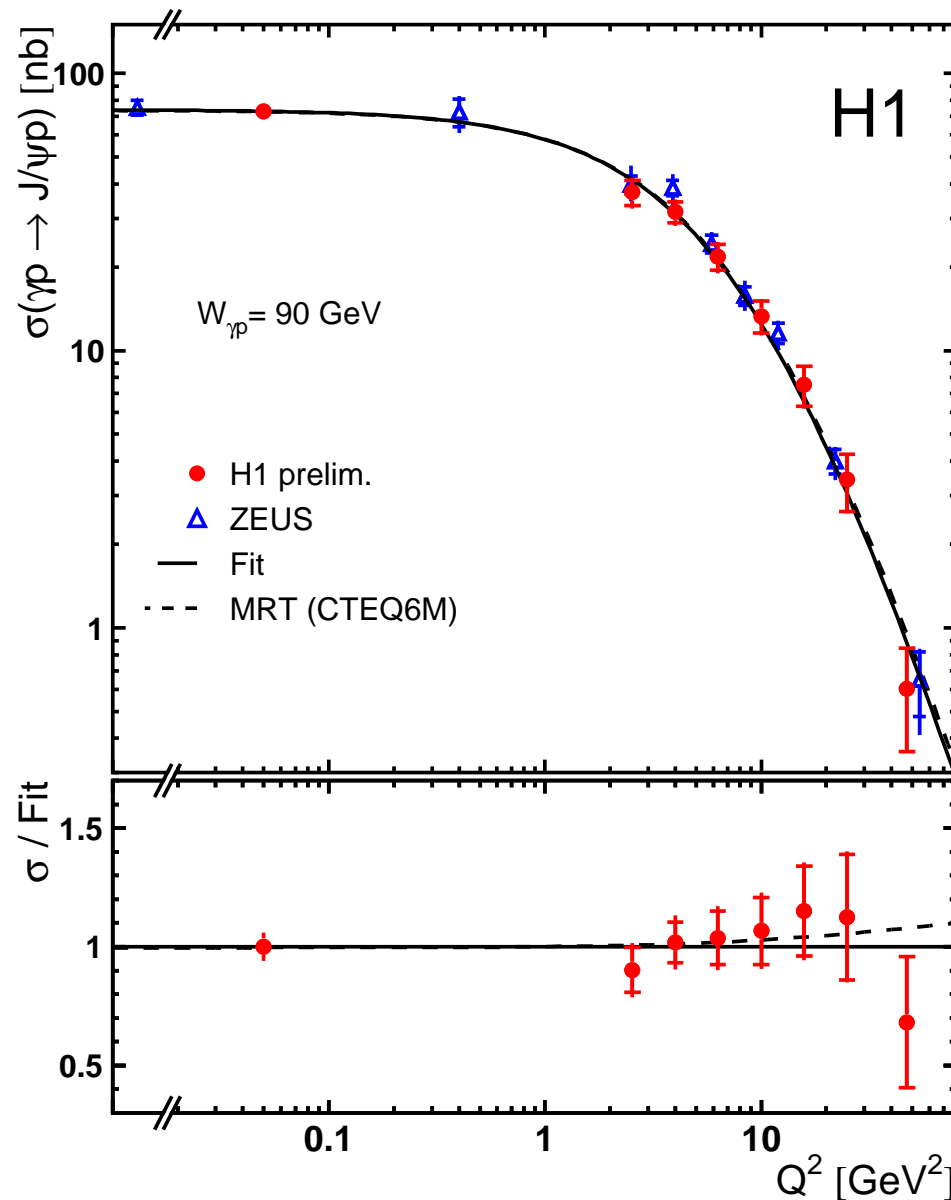 σ(γp → J/ψp) [nb]
100
10
1
H1
W_γp= 90 GeV
H1 prelim.
ZEUS
Fit
MRT (CTEQ6M)
σ / Fit
1.5
1
0.5
0.1
1
10
Q² [GeV²]